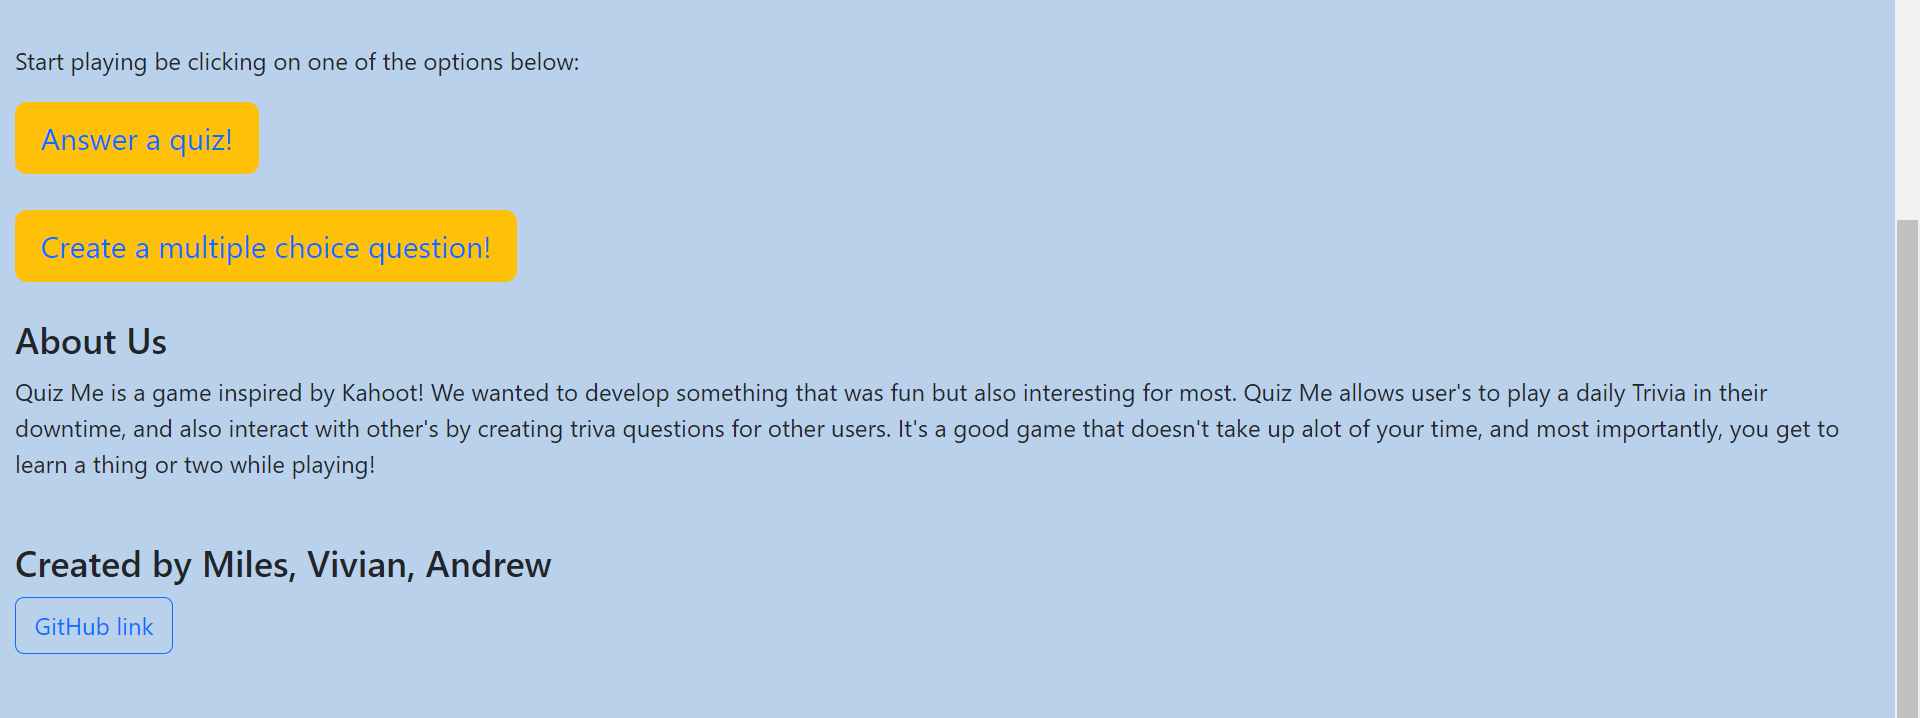 Start playing be clicking on one of the options below:
Answer a quiz!
Create a multiple choice question!
About Us
Quiz Me is a game inspired by Kahoot! We wanted to develop something that was fun but also interesting for most. Quiz Me allows user's to play a daily Trivia in their
downtime, and also interact with other's by creating triva questions for other users. It's a good game that doesn't take up alot of your time, and most importantly, you get to
learn a thing or two while playing!
Created by Miles, Vivian, Andrew
GitHub link